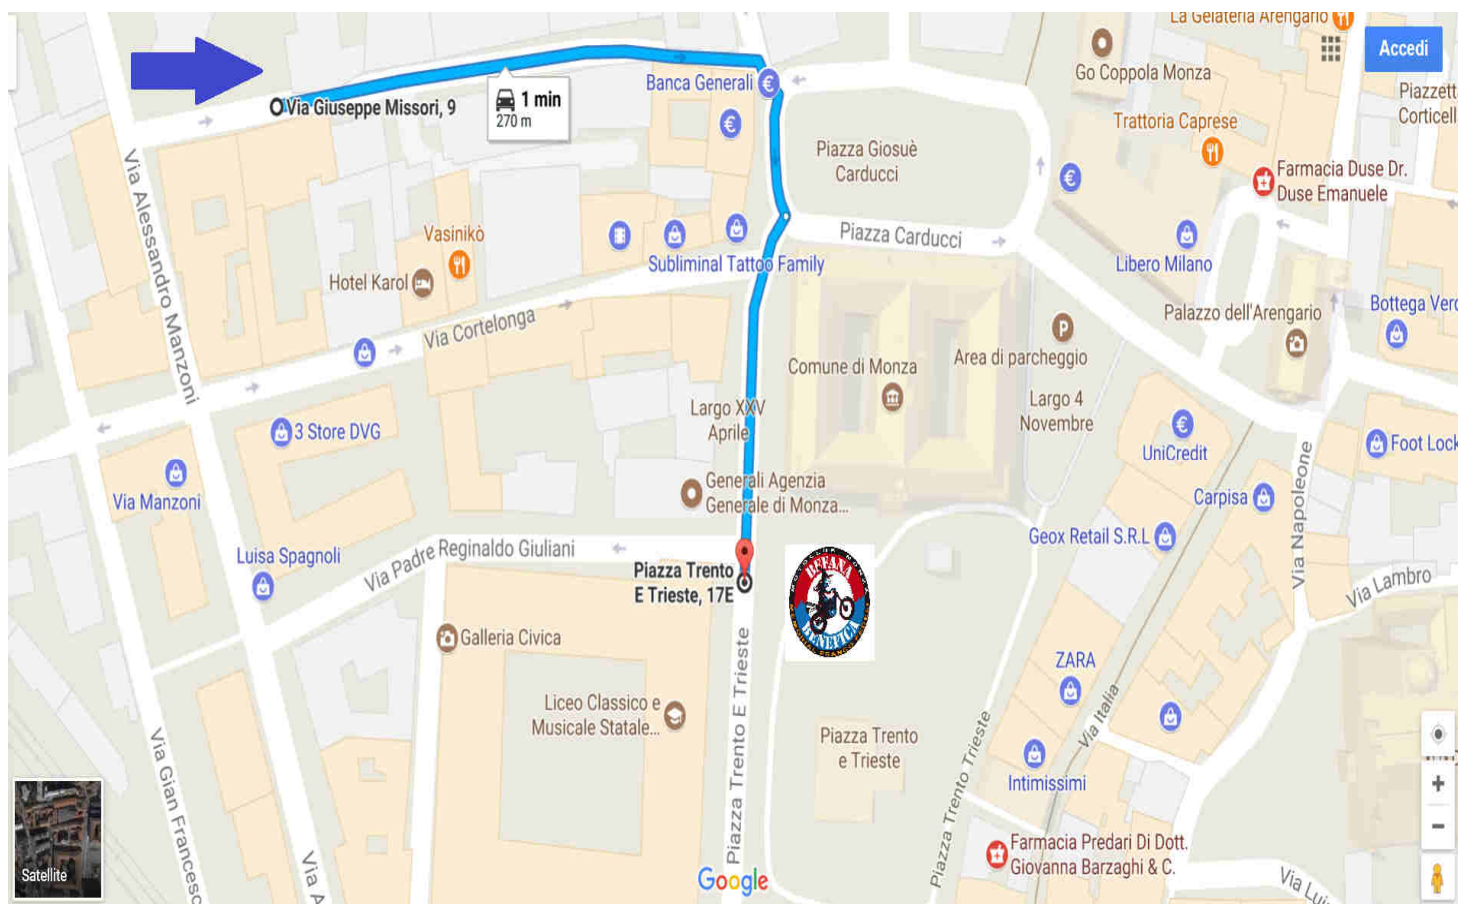 La Gelateria Arengario
Accedi
Go Coppola Monza
Piazzett
Corticell
Banca Generali
Via Giuseppe Missori, 9
1 min
270 m
Trattoria Caprese
Piazza Giosuè
Carducci
Farmacia Duse Dr.
Duse Emanuele
Via Alessandro Manzoni
Vasinikò
Hotel Karol
Subliminal Tattoo Family
Piazza Carducci
Libero Milano
Via Cortelonga
Palazzo dell'Arengario
Bottega Verd
Comune di Monza
Area di parcheggio
Largo XXV
Aprile
Largo 4
Novembre
3 Store DVG
UniCredit
Foot Lock
Via Manzoni
Generali Agenzia
Generale di Monza...
Carpisa
Via Napoleone
Geox Retail S.R.L
Luisa Spagnoli
Via Padre Reginaldo Giuliani
Piazza Trento
E Trieste, 17E
BEFANA
BENEFICA
Via Lambro
Galleria Civica
ZARA
Liceo Classico e
Musicale Statale...
Piazza Trento E Trieste
Piazza Trento
e Trieste
Piazza Trento Trieste
Via Italia
Intimissimi
Via Gian Francesco
Farmacia Predari Di Dott.
Giovanna Barzaghi & C.
Satellite
Via A
Google
Via Lui